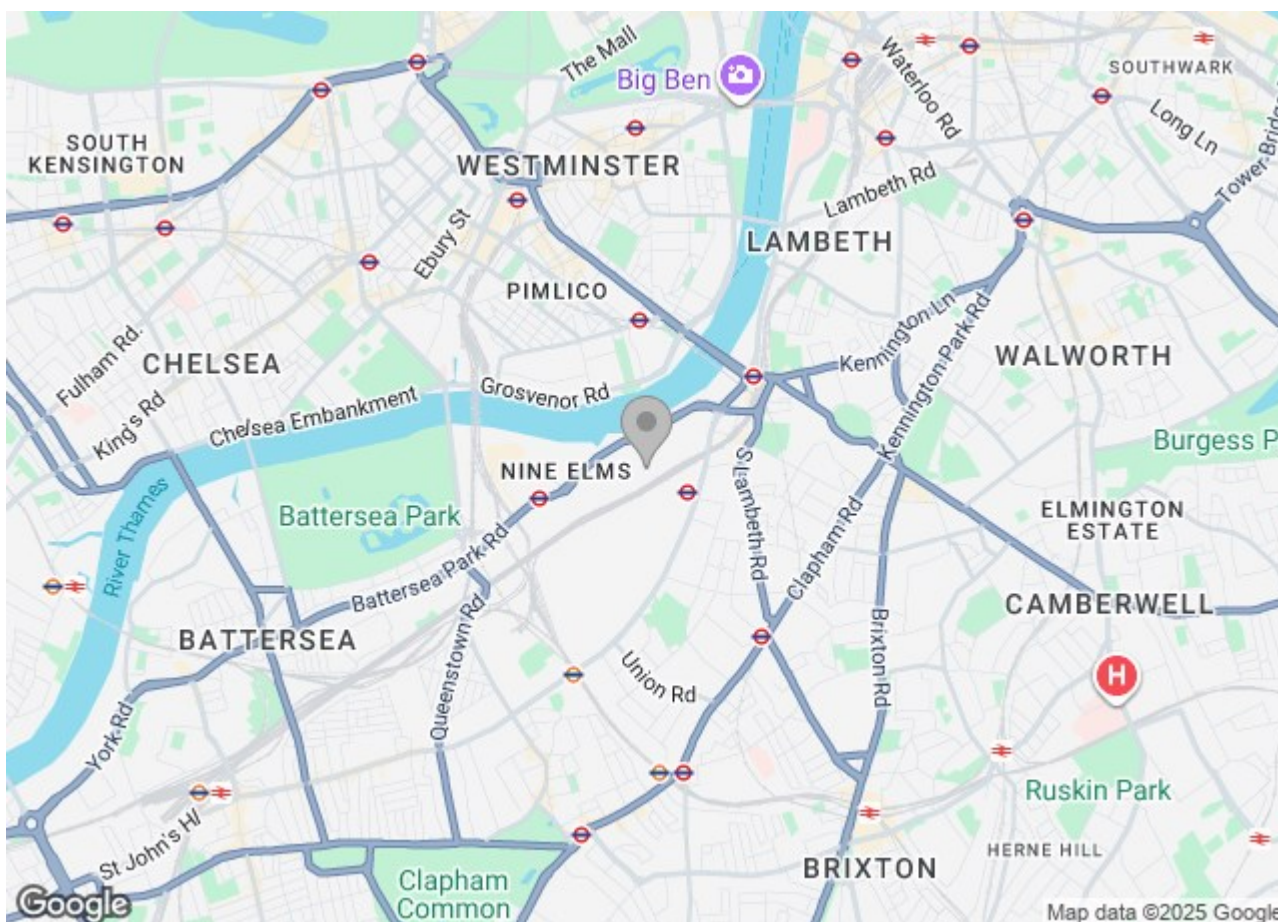 The Mall
Big Ben
Waterloo Rd
SOUTHWARK
Long Ln
SOUTH
KENSINGTON
WESTMINSTER
Lambeth Rd
Tower Bridg
Ebury St
LAMBETH
PIMLICO
Kennington Ln
Kennington Park Rd
Fulham Rd.
CHELSEA
WALWORTH
King's Rd
Chelsea Embankment
Grosvenor Rd
Burgess P
NINE ELMS
S Lambeth Rd
River Thames
Battersea Park
ELMINGTON
ESTATE
Clapham Rd
Battersea Park Rd
CAMBERWELL
BATTERSEA
Queenstown Rd
Union Rd
Brixton Rd
H
York Rd
Ruskin Park
St John's H
HERNE HILL
BRIXTON
Clapham
Common
Google
Map data ©2025 Google